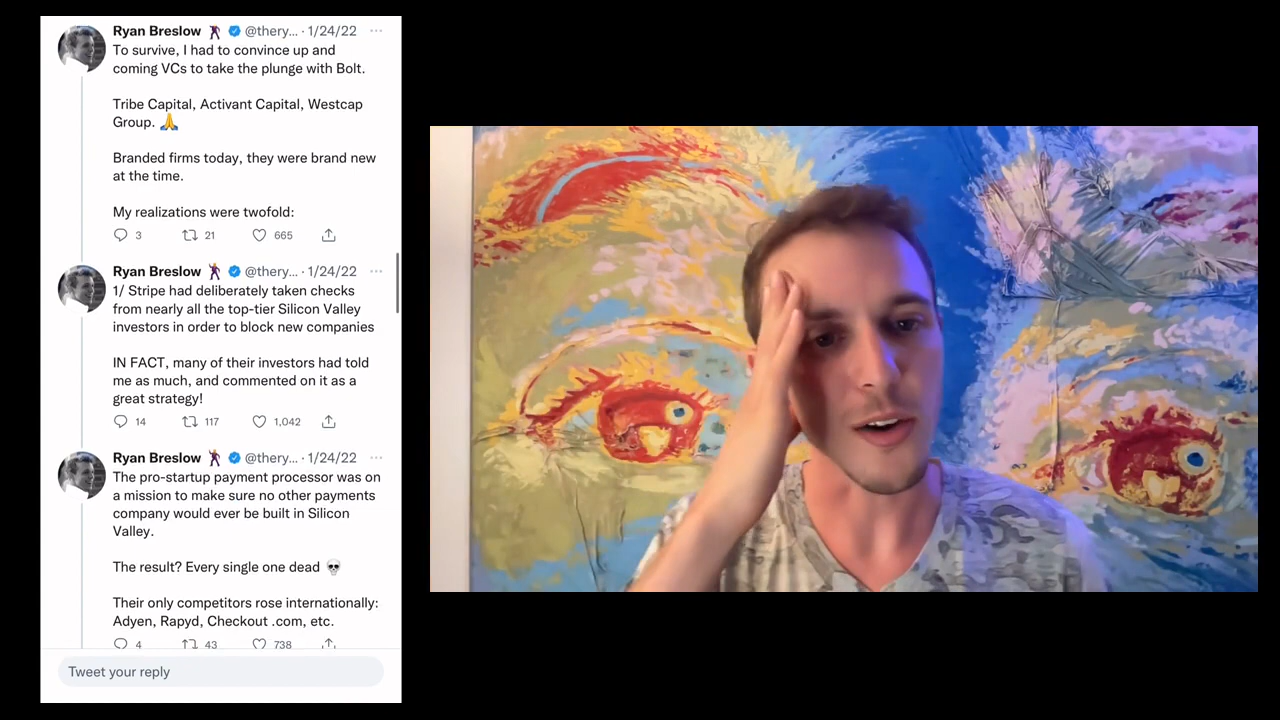 Ryan Breslow 🕺 @thery... · 1/24/22 ···
To survive, I had to convince up and
coming VCs to take the plunge with Bolt.
Tribe Capital, Activant Capital, Westcap
Group. 🙏
Branded firms today, they were brand new
at the time.
My realizations were twofold:
3 21 665
Ryan Breslow 🕺 @thery... · 1/24/22 ···
1/ Stripe had deliberately taken checks
from nearly all the top-tier Silicon Valley
investors in order to block new companies
IN FACT, many of their investors had told
me as much, and commented on it as a
great strategy!
14 117 1,042
Ryan Breslow 🕺 @thery... · 1/24/22 ···
The pro-startup payment processor was on
a mission to make sure no other payments
company would ever be built in Silicon
Valley.
The result? Every single one dead 💀
Their only competitors rose internationally:
Adyen, Rapyd, Checkout .com, etc.
4 43 738
Tweet your reply